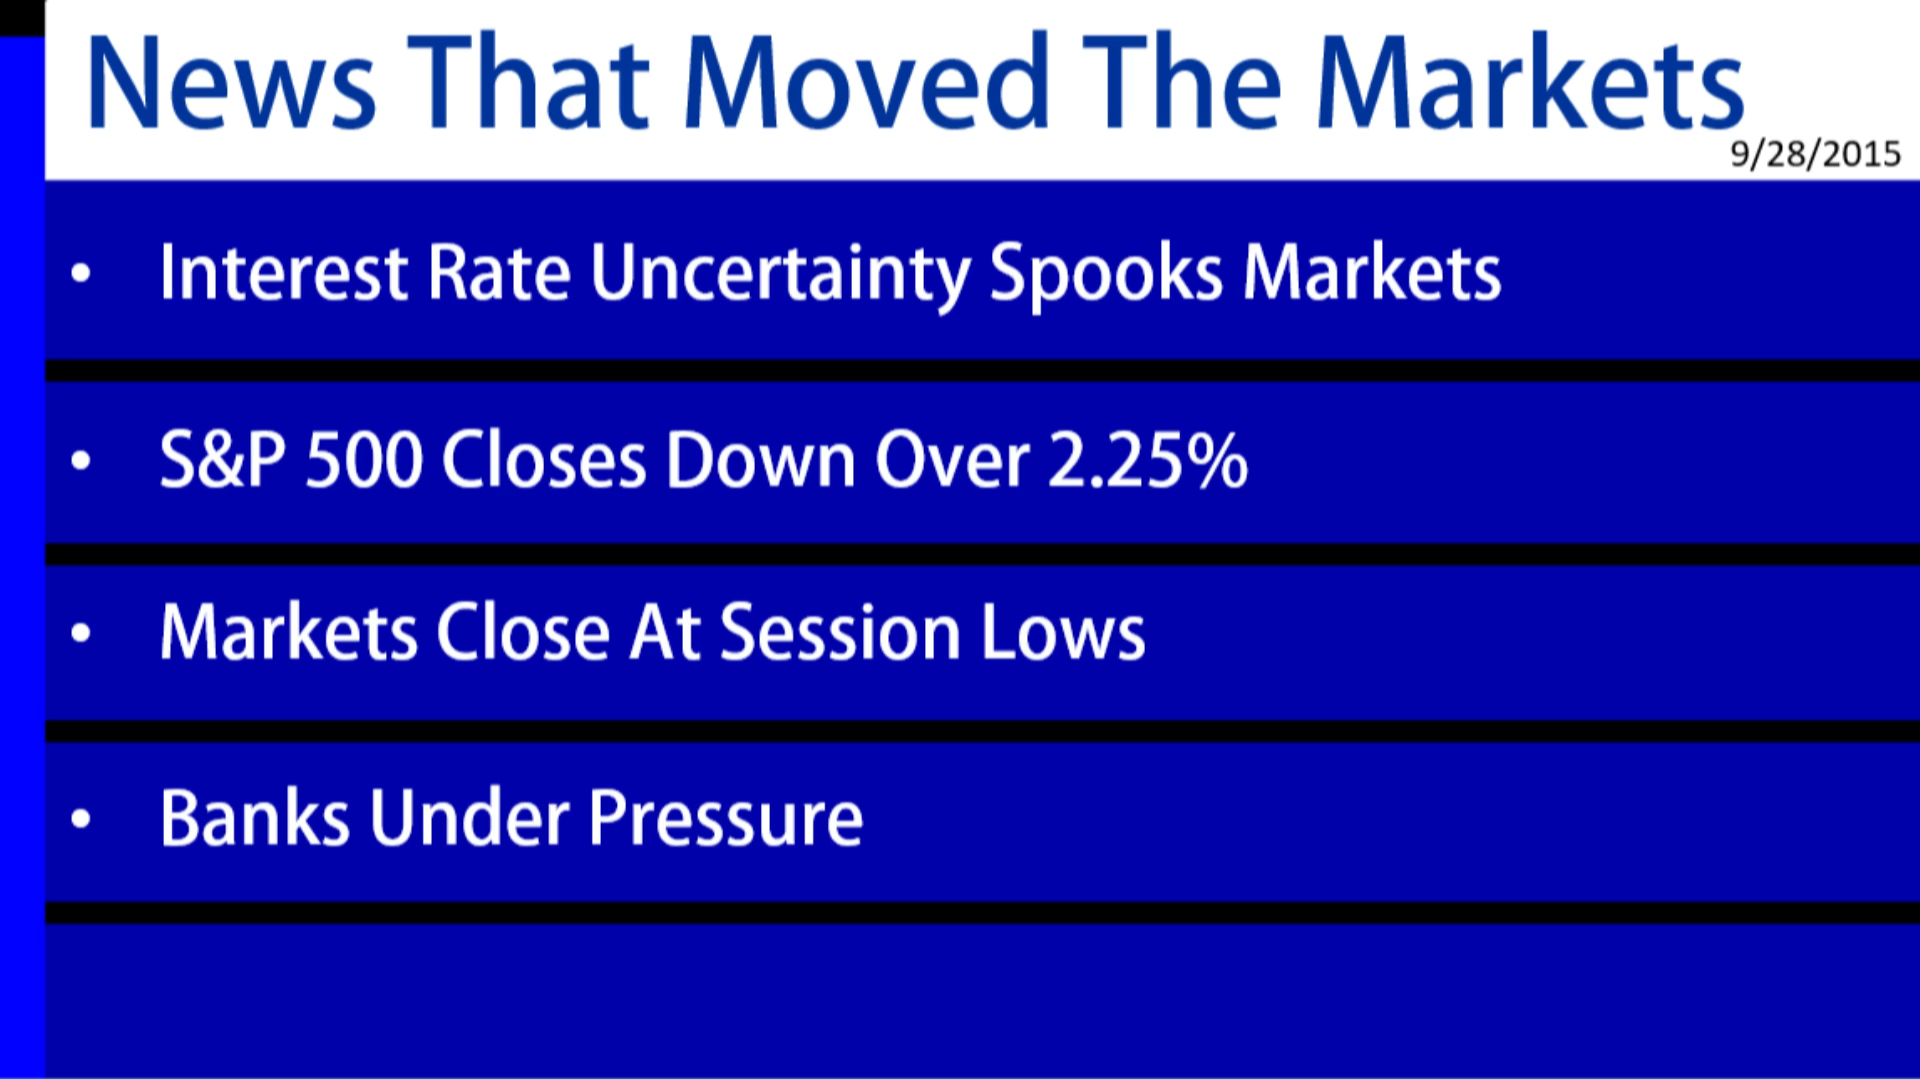 News That Moved The Markets
9/28/2015
• Interest Rate Uncertainty Spooks Markets
• S&P 500 Closes Down Over 2.25%
• Markets Close At Session Lows
• Banks Under Pressure